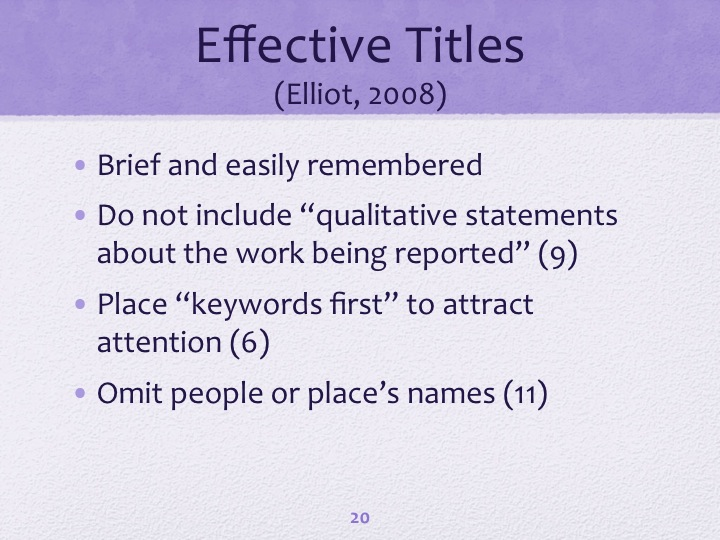 Effective Titles
(Elliot, 2008)
• Brief and easily remembered
• Do not include “qualitative statements
about the work being reported” (9)
• Place “keywords first” to attract
attention (6)
• Omit people or place’s names (11)
20